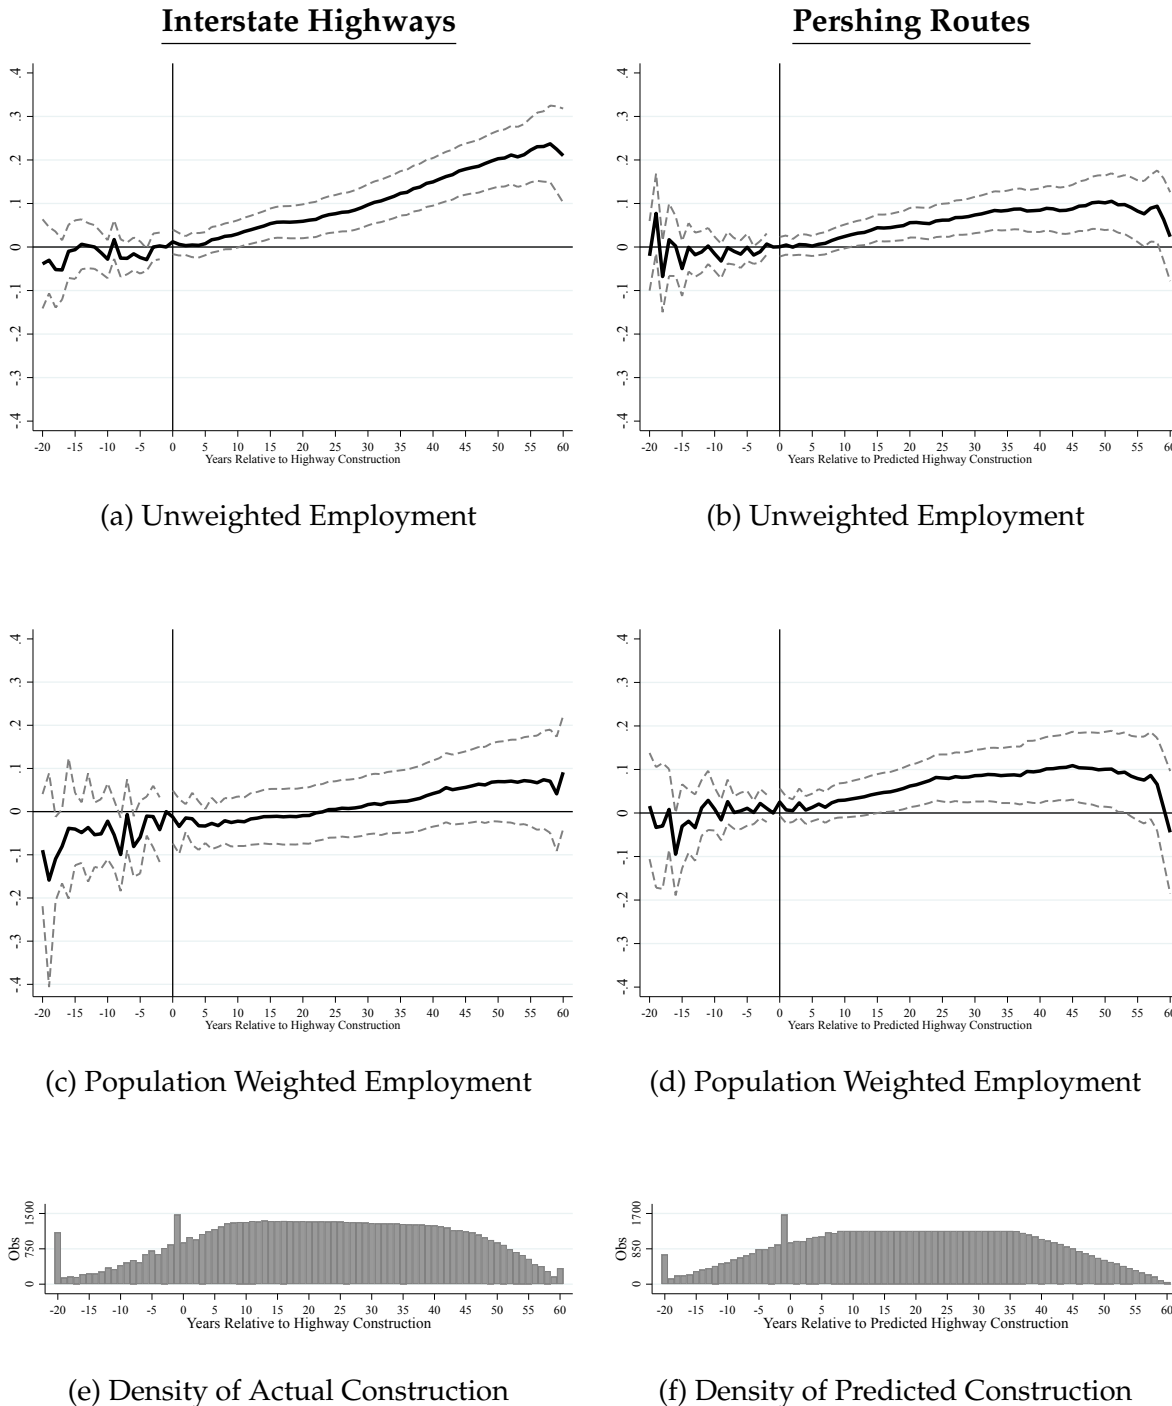 Interstate Highways
Pershing Routes
.4
.3
.2
.1
0
-.1
-.2
-.3
-.4
-20 -15 -10 -5 0 5 10 15 20 25 30 35 40 45 50 55 60
Years Relative to Highway Construction
.4
.3
.2
.1
0
-.1
-.2
-.3
-.4
-20 -15 -10 -5 0 5 10 15 20 25 30 35 40 45 50 55 60
Years Relative to Predicted Highway Construction
(a) Unweighted Employment
(b) Unweighted Employment
.4
.3
.2
.1
0
-.1
-.2
-.3
-.4
-20 -15 -10 -5 0 5 10 15 20 25 30 35 40 45 50 55 60
Years Relative to Highway Construction
.4
.3
.2
.1
0
-.1
-.2
-.3
-.4
-20 -15 -10 -5 0 5 10 15 20 25 30 35 40 45 50 55 60
Years Relative to Predicted Highway Construction
(c) Population Weighted Employment
(d) Population Weighted Employment
Obs
1500
750
0
-20 -15 -10 -5 0 5 10 15 20 25 30 35 40 45 50 55 60
Years Relative to Highway Construction
Obs
1700
850
0
-20 -15 -10 -5 0 5 10 15 20 25 30 35 40 45 50 55 60
Years Relative to Predicted Highway Construction
(e) Density of Actual Construction
(f) Density of Predicted Construction